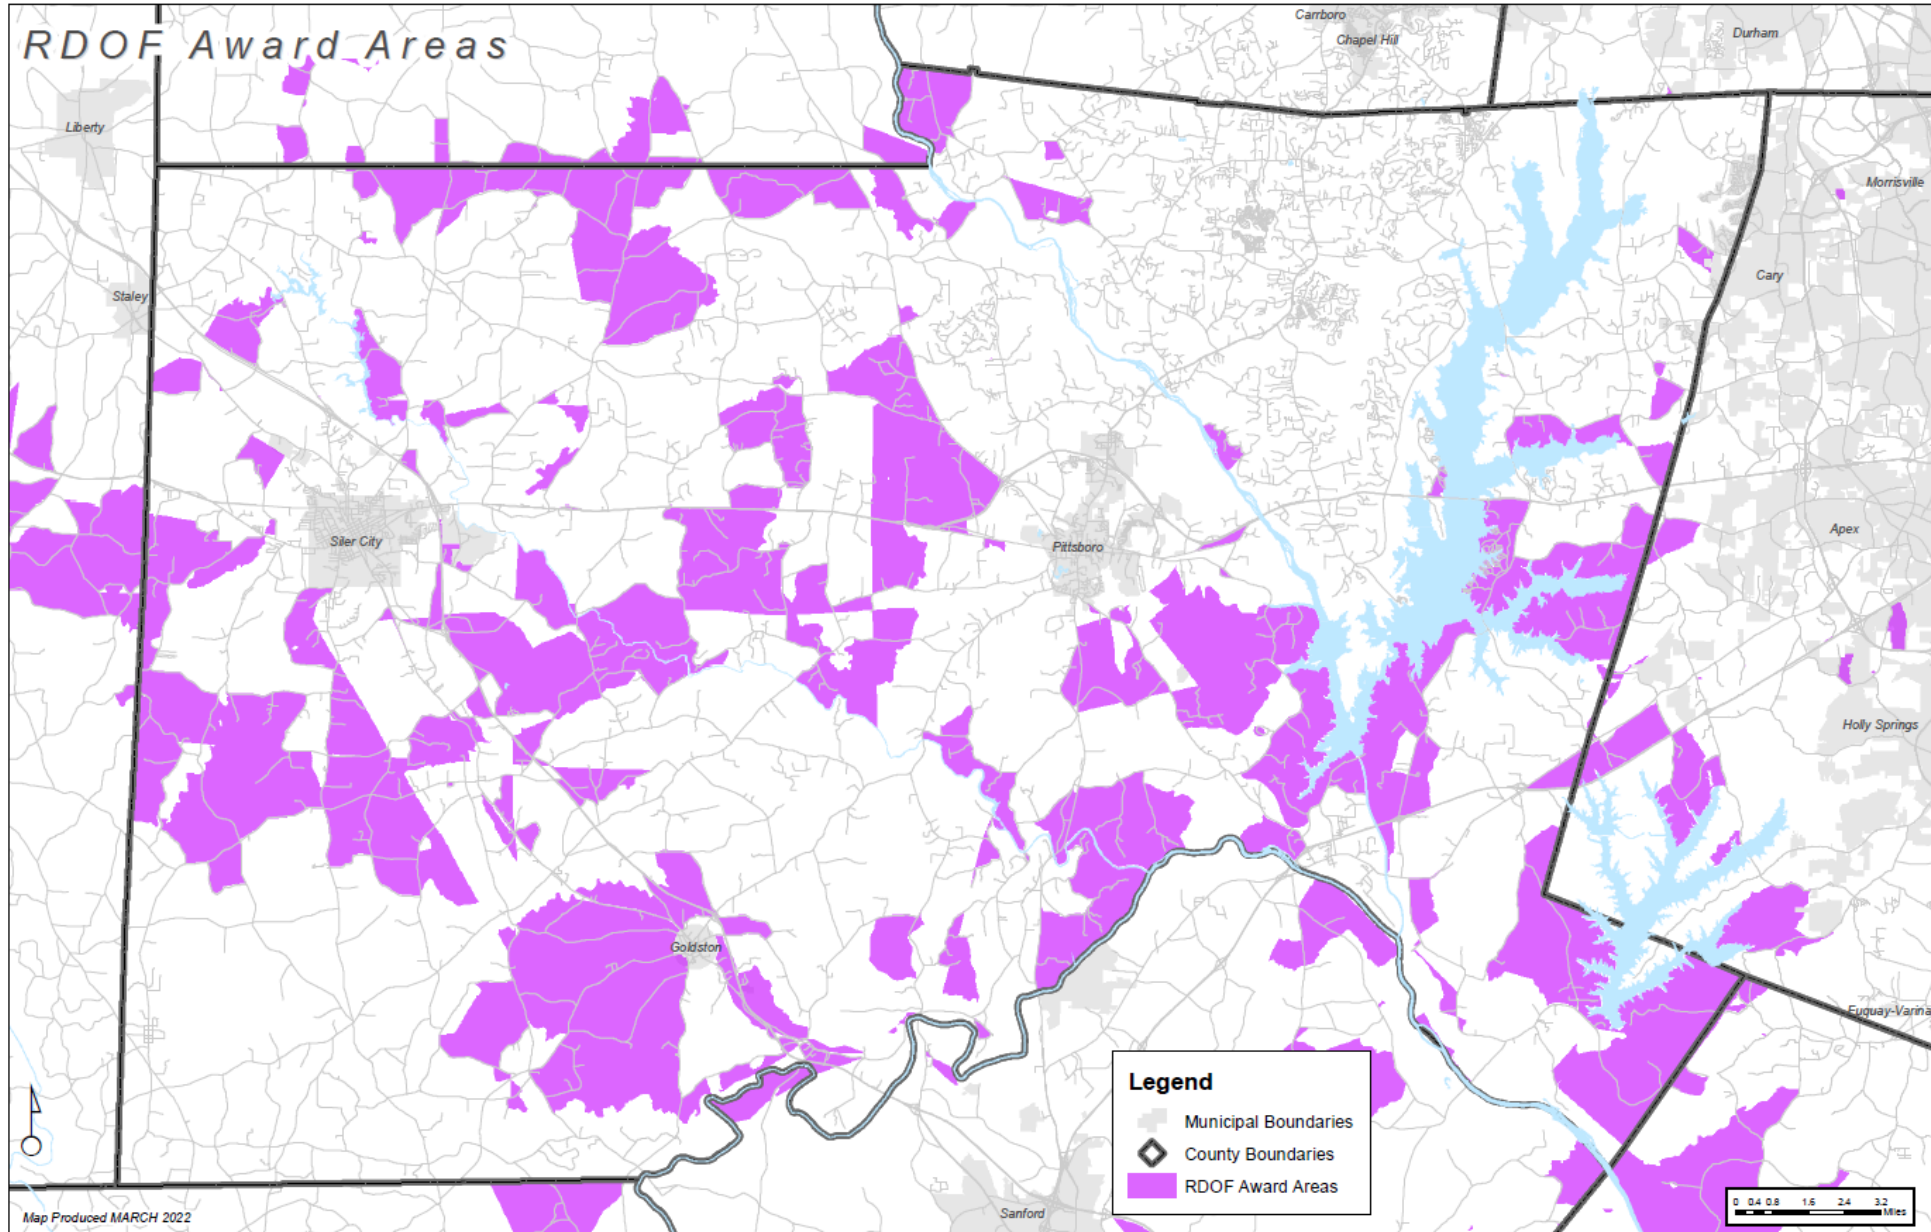 RDOF Award Areas
Carrboro
Chapel Hill
Durham
Liberty
Morrisville
Cary
Staley
Siler City
Pittsboro
Apex
Holly Springs
Goldston
Fuquay-Varina
Sanford
Legend
Municipal Boundaries
County Boundaries
RDOF Award Areas
0 0.4 0.8 1.6 2.4 3.2
Miles
Map Produced MARCH 2022